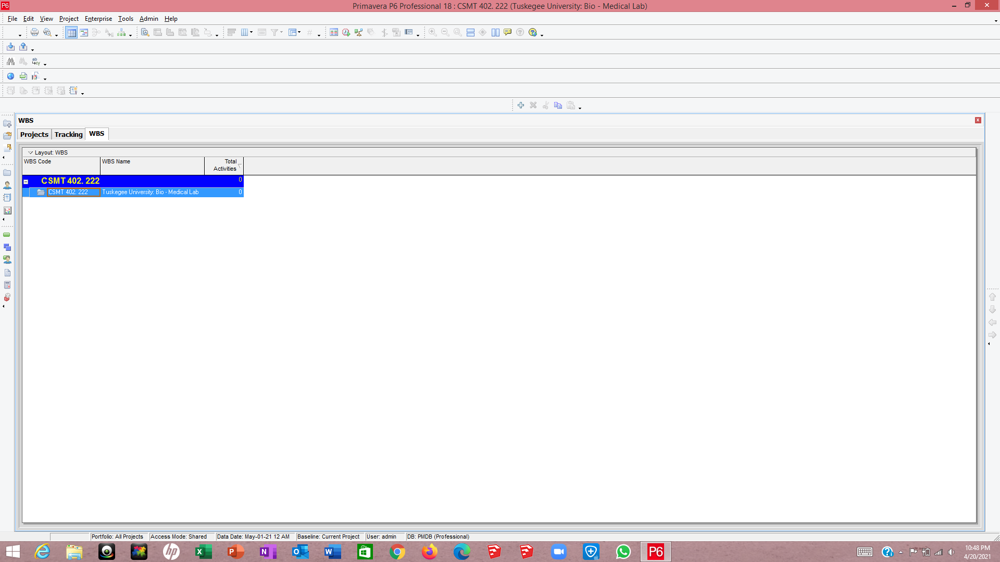 P6 Primavera P6 Professional 18 : CSMT 402. 222 (Tuskegee University: Bio - Medical Lab)
File Edit View Project Enterprise Tools Admin Help
WBS
Projects Tracking WBS
Layout: WBS
WBS Code WBS Name Total Activities
CSMT 402. 222 0
CSMT 402. 222 Tuskegee University: Bio - Medical Lab 0
Portfolio: All Projects Access Mode: Shared Data Date: May-01-21 12 AM Baseline: Current Project User: admin DB: PMDB (Professional)
P6
10:48 PM
4/20/2021